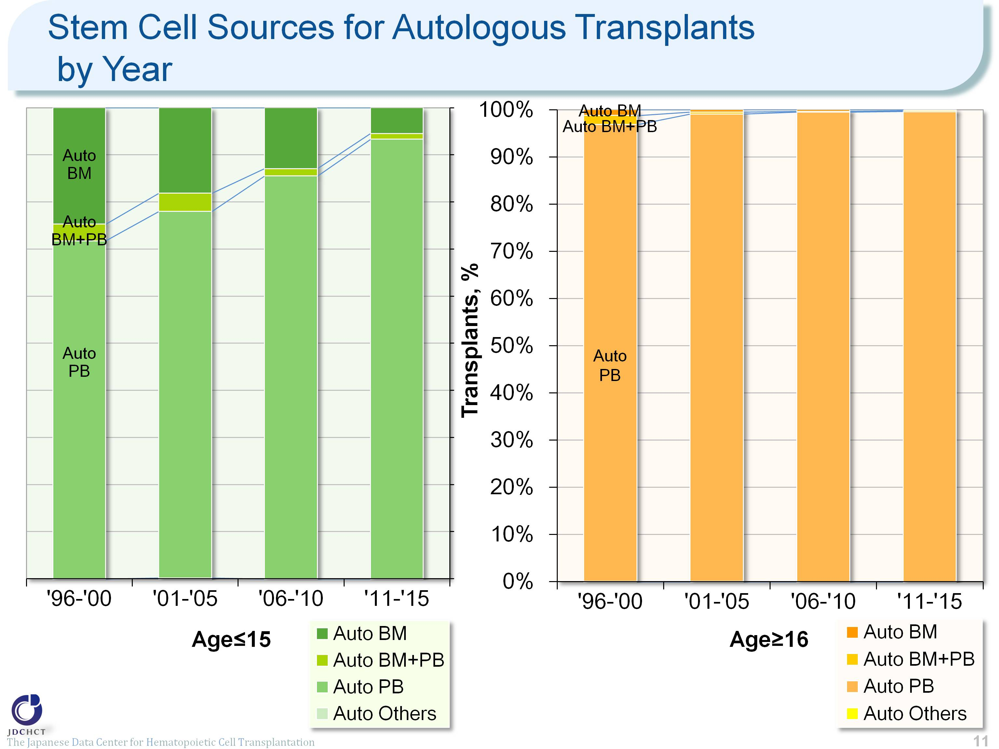 Stem Cell Sources for Autologous Transplants
by Year
Auto
BM
Auto
BM+PB
Auto
PB
'96-'00
'01-'05
'06-'10
'11-'15
Age≤15
Auto BM
Auto BM+PB
Auto PB
Auto Others
Transplants, %
100%
90%
80%
70%
60%
50%
40%
30%
20%
10%
0%
Auto BM
Auto BM+PB
Auto
PB
'96-'00
'01-'05
'06-'10
'11-'15
Age≥16
Auto BM
Auto BM+PB
Auto PB
Auto Others
JDCHCT
The Japanese Data Center for Hematopoietic Cell Transplantation
11